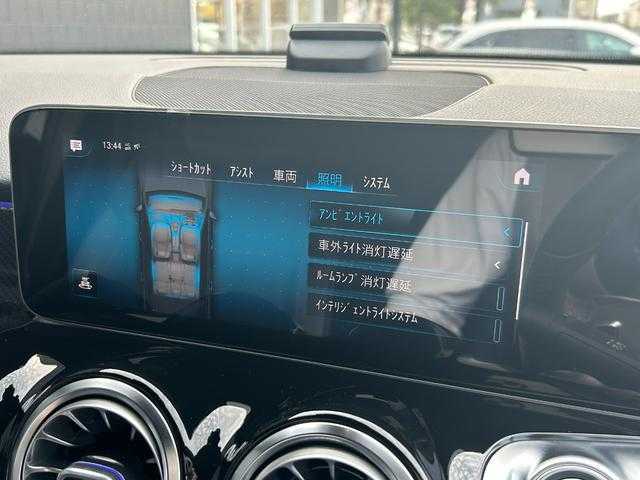 13:44
ショートカット アシスト 車両 照明 システム
アンビエントライト
車外ライト消灯遅延
ルームランプ消灯遅延
インテリジェントライトシステム